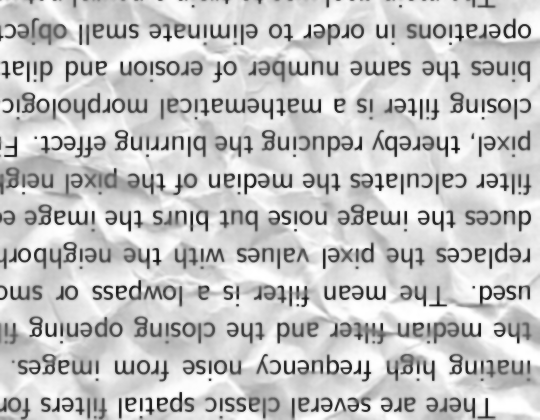 There are several classic spatial filters for
inating high frequency noise from images.
the median filter and the closing opening fil
used. The mean filter is a lowpass or smo
replaces the pixel values with the neighborh
duces the image noise but blurs the image e
filter calculates the median of the pixel neigh
pixel, thereby reducing the blurring effect. Fi
closing filter is a mathematical morphologic
bines the same number of erosion and dilat
operations in order to eliminate small object